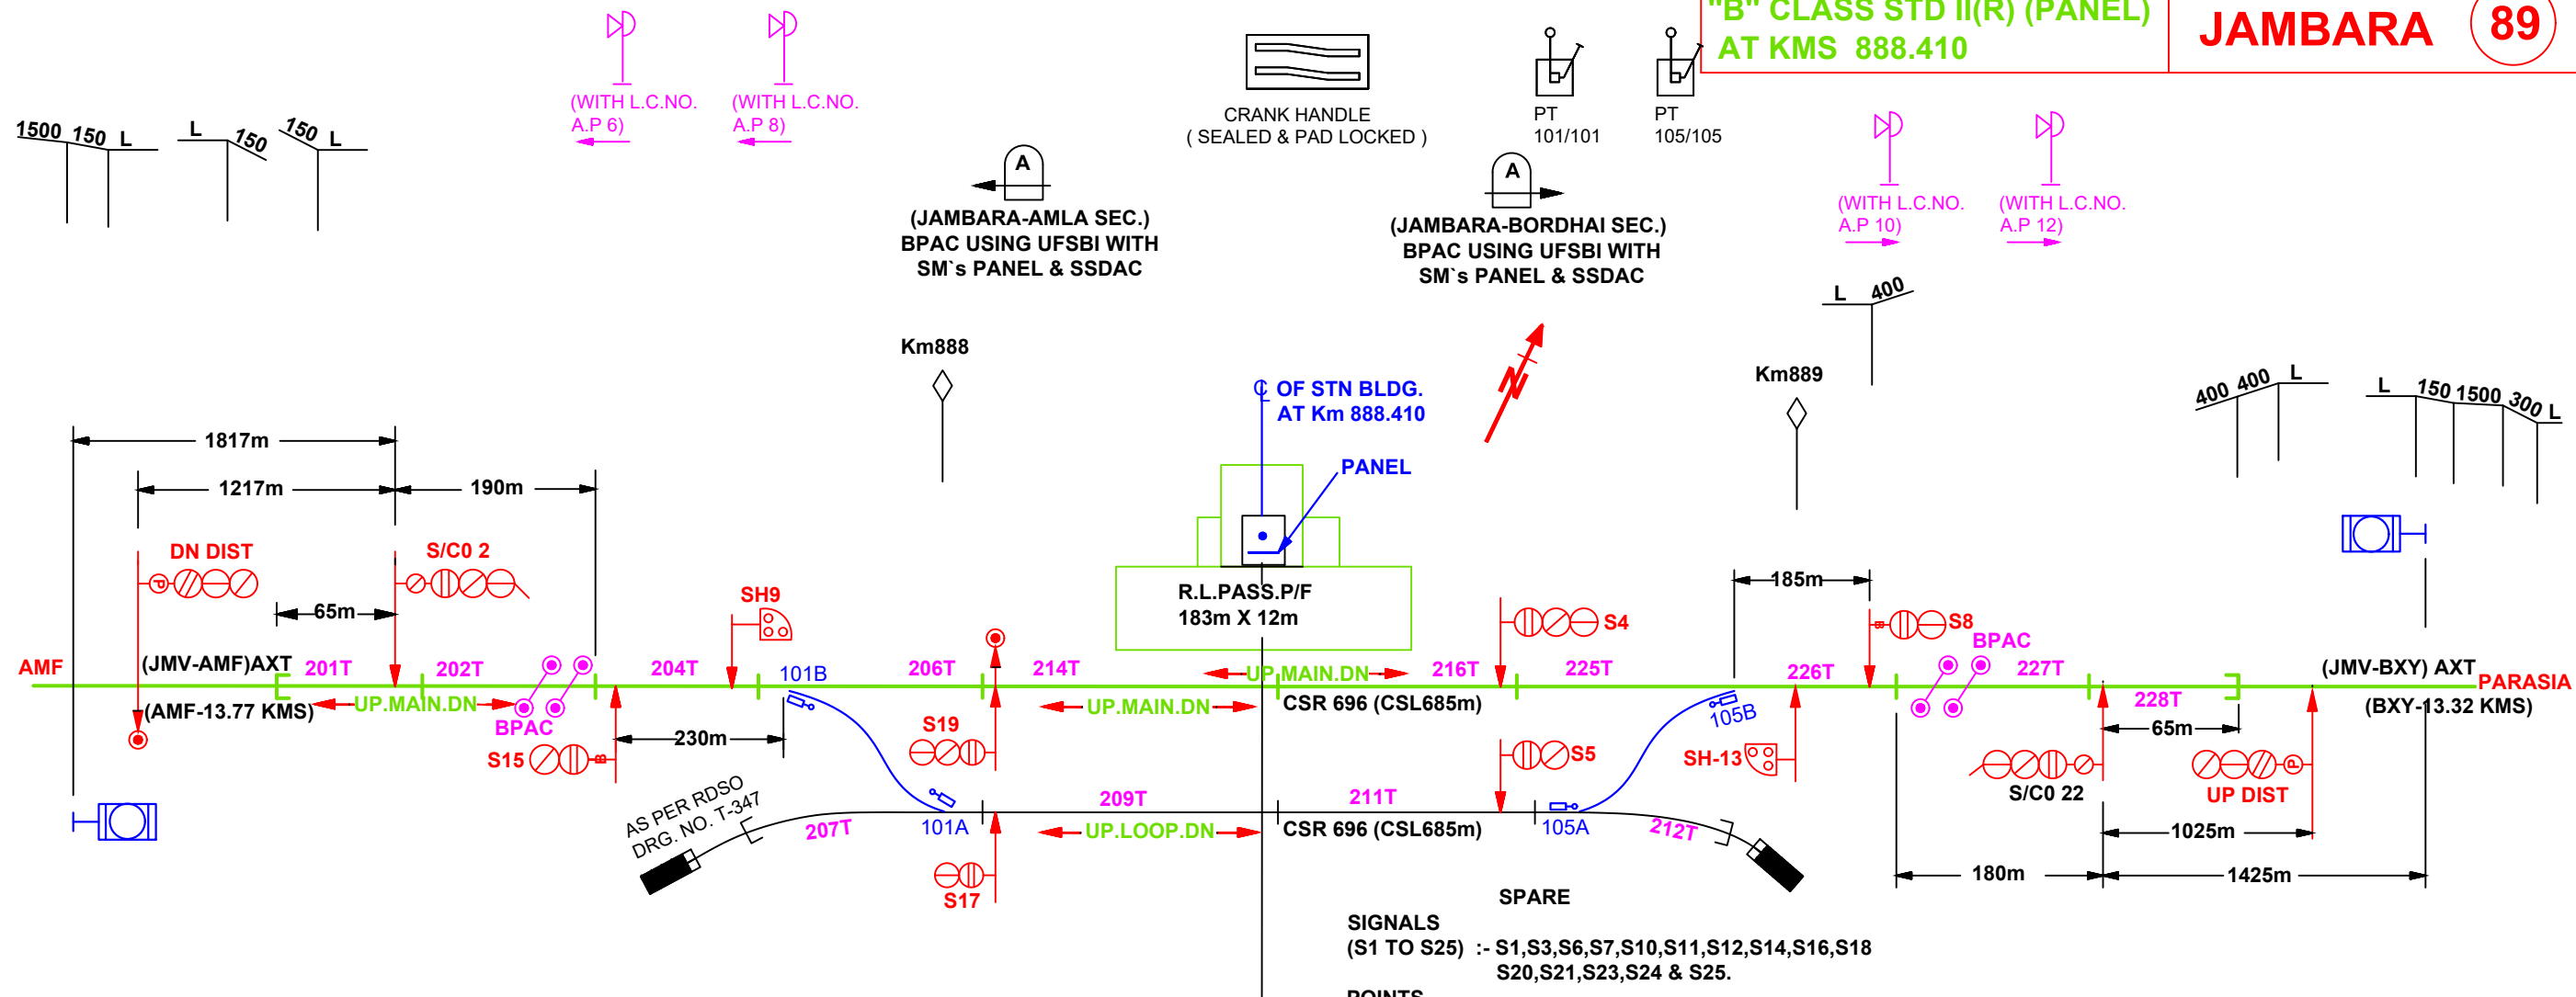 "B" CLASS STD II(R) (PANEL)
AT KMS 888.410
JAMBARA
89
(WITH L.C.NO.
A.P 6)
(WITH L.C.NO.
A.P 8)
CRANK HANDLE
( SEALED & PAD LOCKED )
PT
101/101
PT
105/105
1500 150 L
L 150
150 L
A
(JAMBARA-AMLA SEC.)
BPAC USING UFSBI WITH
SM`s PANEL & SSDAC
A
(JAMBARA-BORDHAI SEC.)
BPAC USING UFSBI WITH
SM`s PANEL & SSDAC
(WITH L.C.NO.
A.P 10)
(WITH L.C.NO.
A.P 12)
L 400
Km888
N
Km889
℄ OF STN BLDG.
AT Km 888.410
400 400 L
L 150 1500 300 L
1817m
PANEL
1217m
190m
DN DIST
P
S/C0 2
65m
SH9
R.L.PASS.P/F
183m X 12m
185m
S4
B
S8
BPAC
AMF
(JMV-AMF)AXT
201T
202T
204T
101B
206T
214T
UP.MAIN.DN
216T
225T
226T
227T
(JMV-BXY) AXT
PARASIA
(AMF-13.77 KMS)
UP.MAIN.DN
BPAC
UP.MAIN.DN
CSR 696 (CSL685m)
105B
228T
(BXY-13.32 KMS)
S15
B
230m
S19
S5
SH-13
65m
S/C0 22
P
UP DIST
AS PER RDSO
DRG. NO. T-347
207T
101A
209T
211T
UP.LOOP.DN
CSR 696 (CSL685m)
105A
212T
1025m
S17
180m
1425m
SPARE
SIGNALS
(S1 TO S25) :- S1,S3,S6,S7,S10,S11,S12,S14,S16,S18
S20,S21,S23,S24 & S25.
POINTS